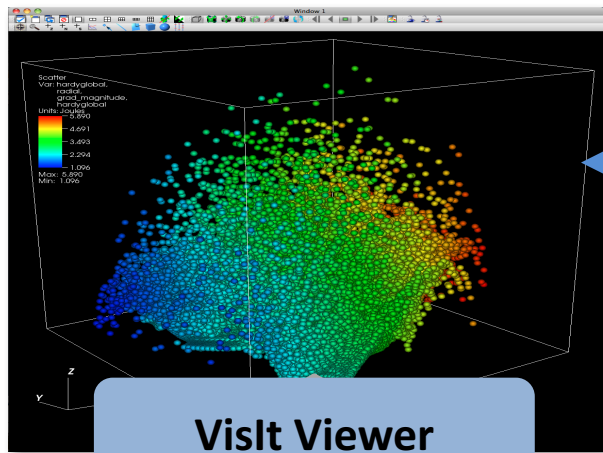 Window 1
Scatter
Var: hardyglobal,
radial,
grad_magnitude,
hardyglobal
Units: Joules
5.890
4.691
3.493
2.294
1.096
Max: 5.890
Min: 1.096
Z
Y
VisIt Viewer